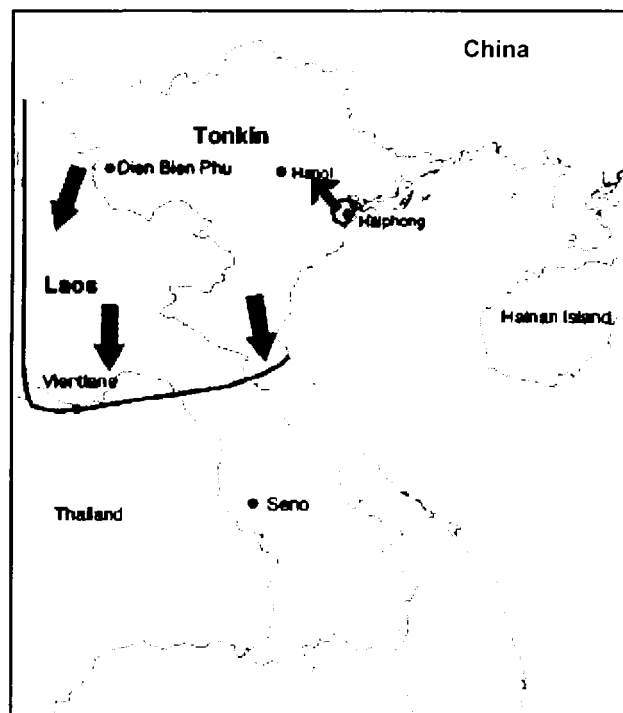 China
Tonkin
Dien Bien Phu
Hanoi
Haiphong
Laos
Hainan Island
Vientiane
Seno
Thailand